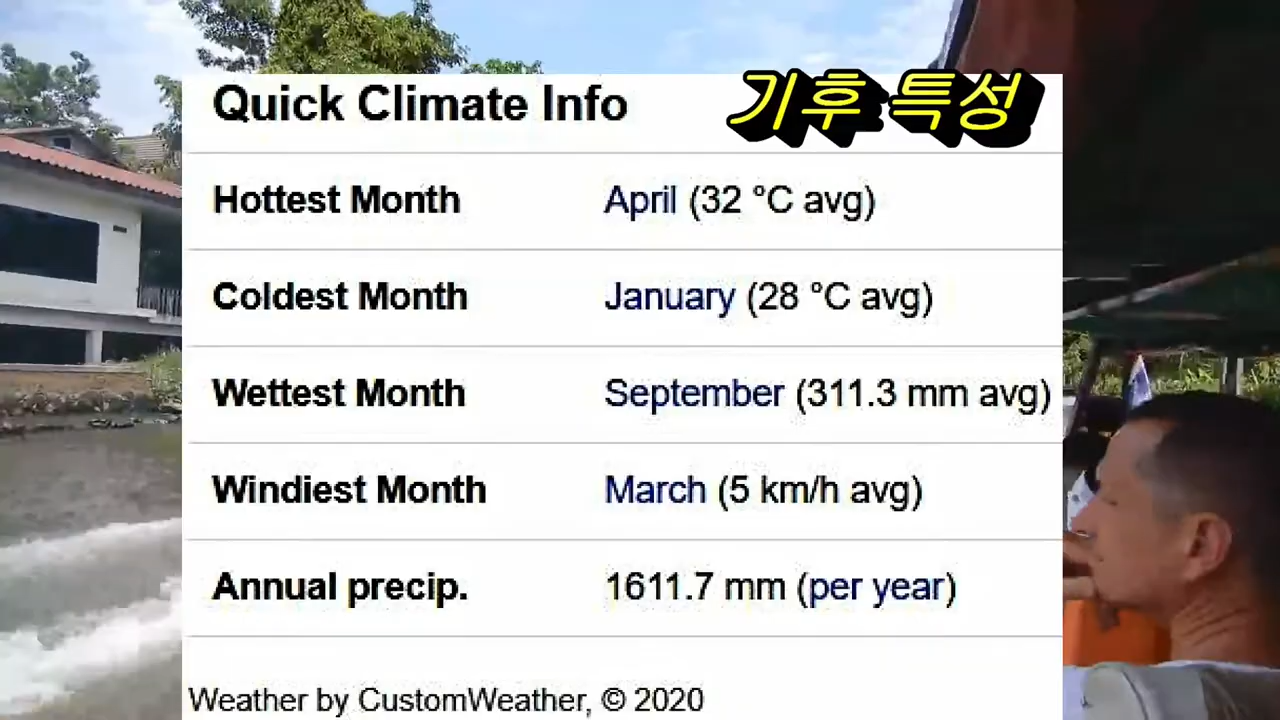 Quick Climate Info 기후 특성
Hottest Month April (32 °C avg)
Coldest Month January (28 °C avg)
Wettest Month September (311.3 mm avg)
Windiest Month March (5 km/h avg)
Annual precip. 1611.7 mm (per year)
Weather by CustomWeather, © 2020